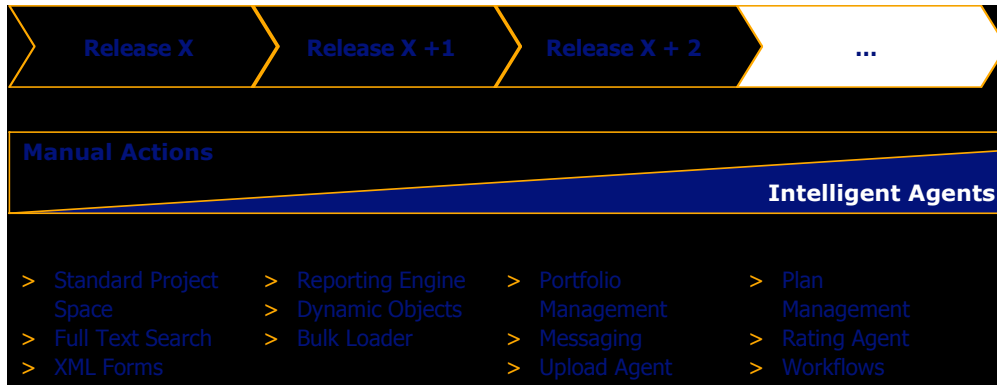 Release X Release X +1 Release X + 2 ...
Manual Actions
Intelligent Agents
> Standard Project Space
> Full Text Search
> XML Forms
> Reporting Engine
> Dynamic Objects
> Bulk Loader
> Portfolio Management
> Messaging
> Upload Agent
> Plan Management
> Rating Agent
> Workflows